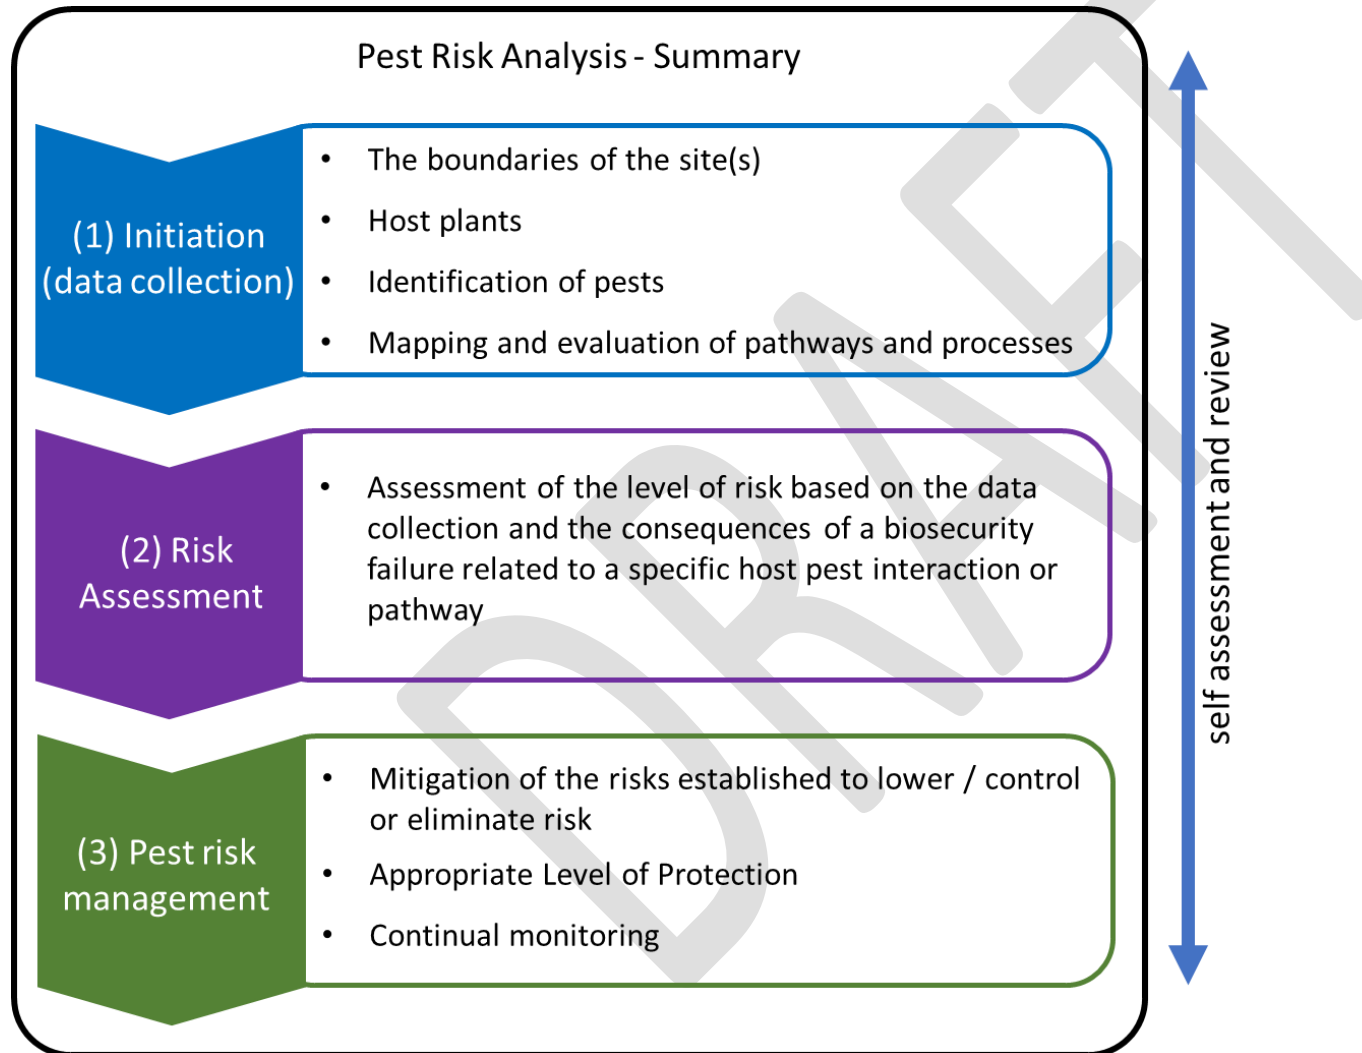 Pest Risk Analysis - Summary
(1) Initiation
(data collection)
• The boundaries of the site(s)
• Host plants
• Identification of pests
• Mapping and evaluation of pathways and processes
(2) Risk
Assessment
• Assessment of the level of risk based on the data
collection and the consequences of a biosecurity
failure related to a specific host pest interaction or
pathway
(3) Pest risk
management
• Mitigation of the risks established to lower / control
or eliminate risk
• Appropriate Level of Protection
• Continual monitoring
self assessment and review
DRAFT